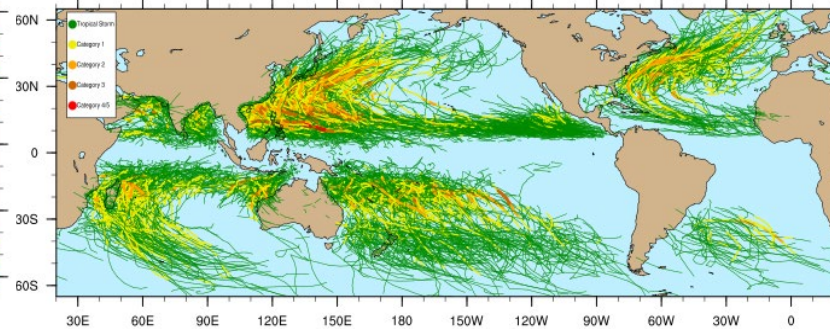 60N
30N
0
30S
60S
Tropical Storm
Category 1
Category 2
Category 3
Category 4/5
30E 60E 90E 120E 150E 180 150W 120W 90W 60W 30W 0